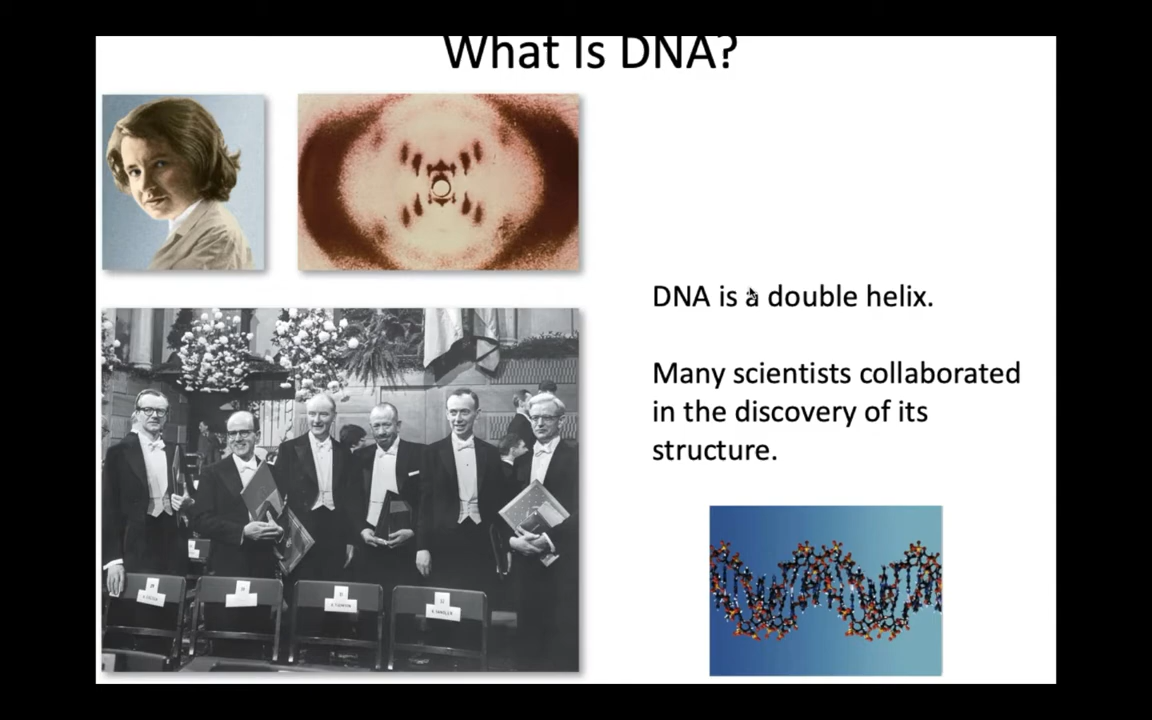 What Is DNA?
DNA is a double helix.
Many scientists collaborated
in the discovery of its
structure.